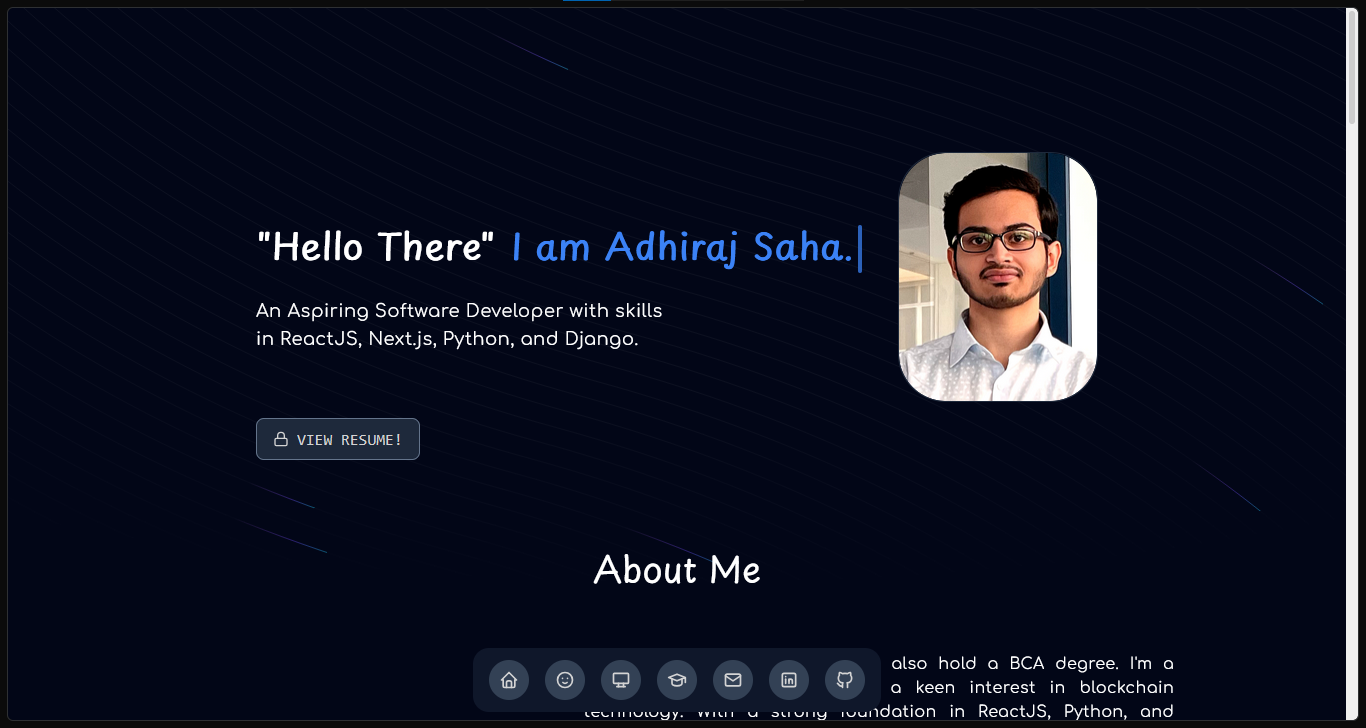 "Hello There" I am Adhiraj Saha.
An Aspiring Software Developer with skills
in ReactJS, Next.js, Python, and Django.
VIEW RESUME!
About Me
also hold a BCA degree. I'm a
a keen interest in blockchain
technology. With a strong foundation in ReactJS, Python, and